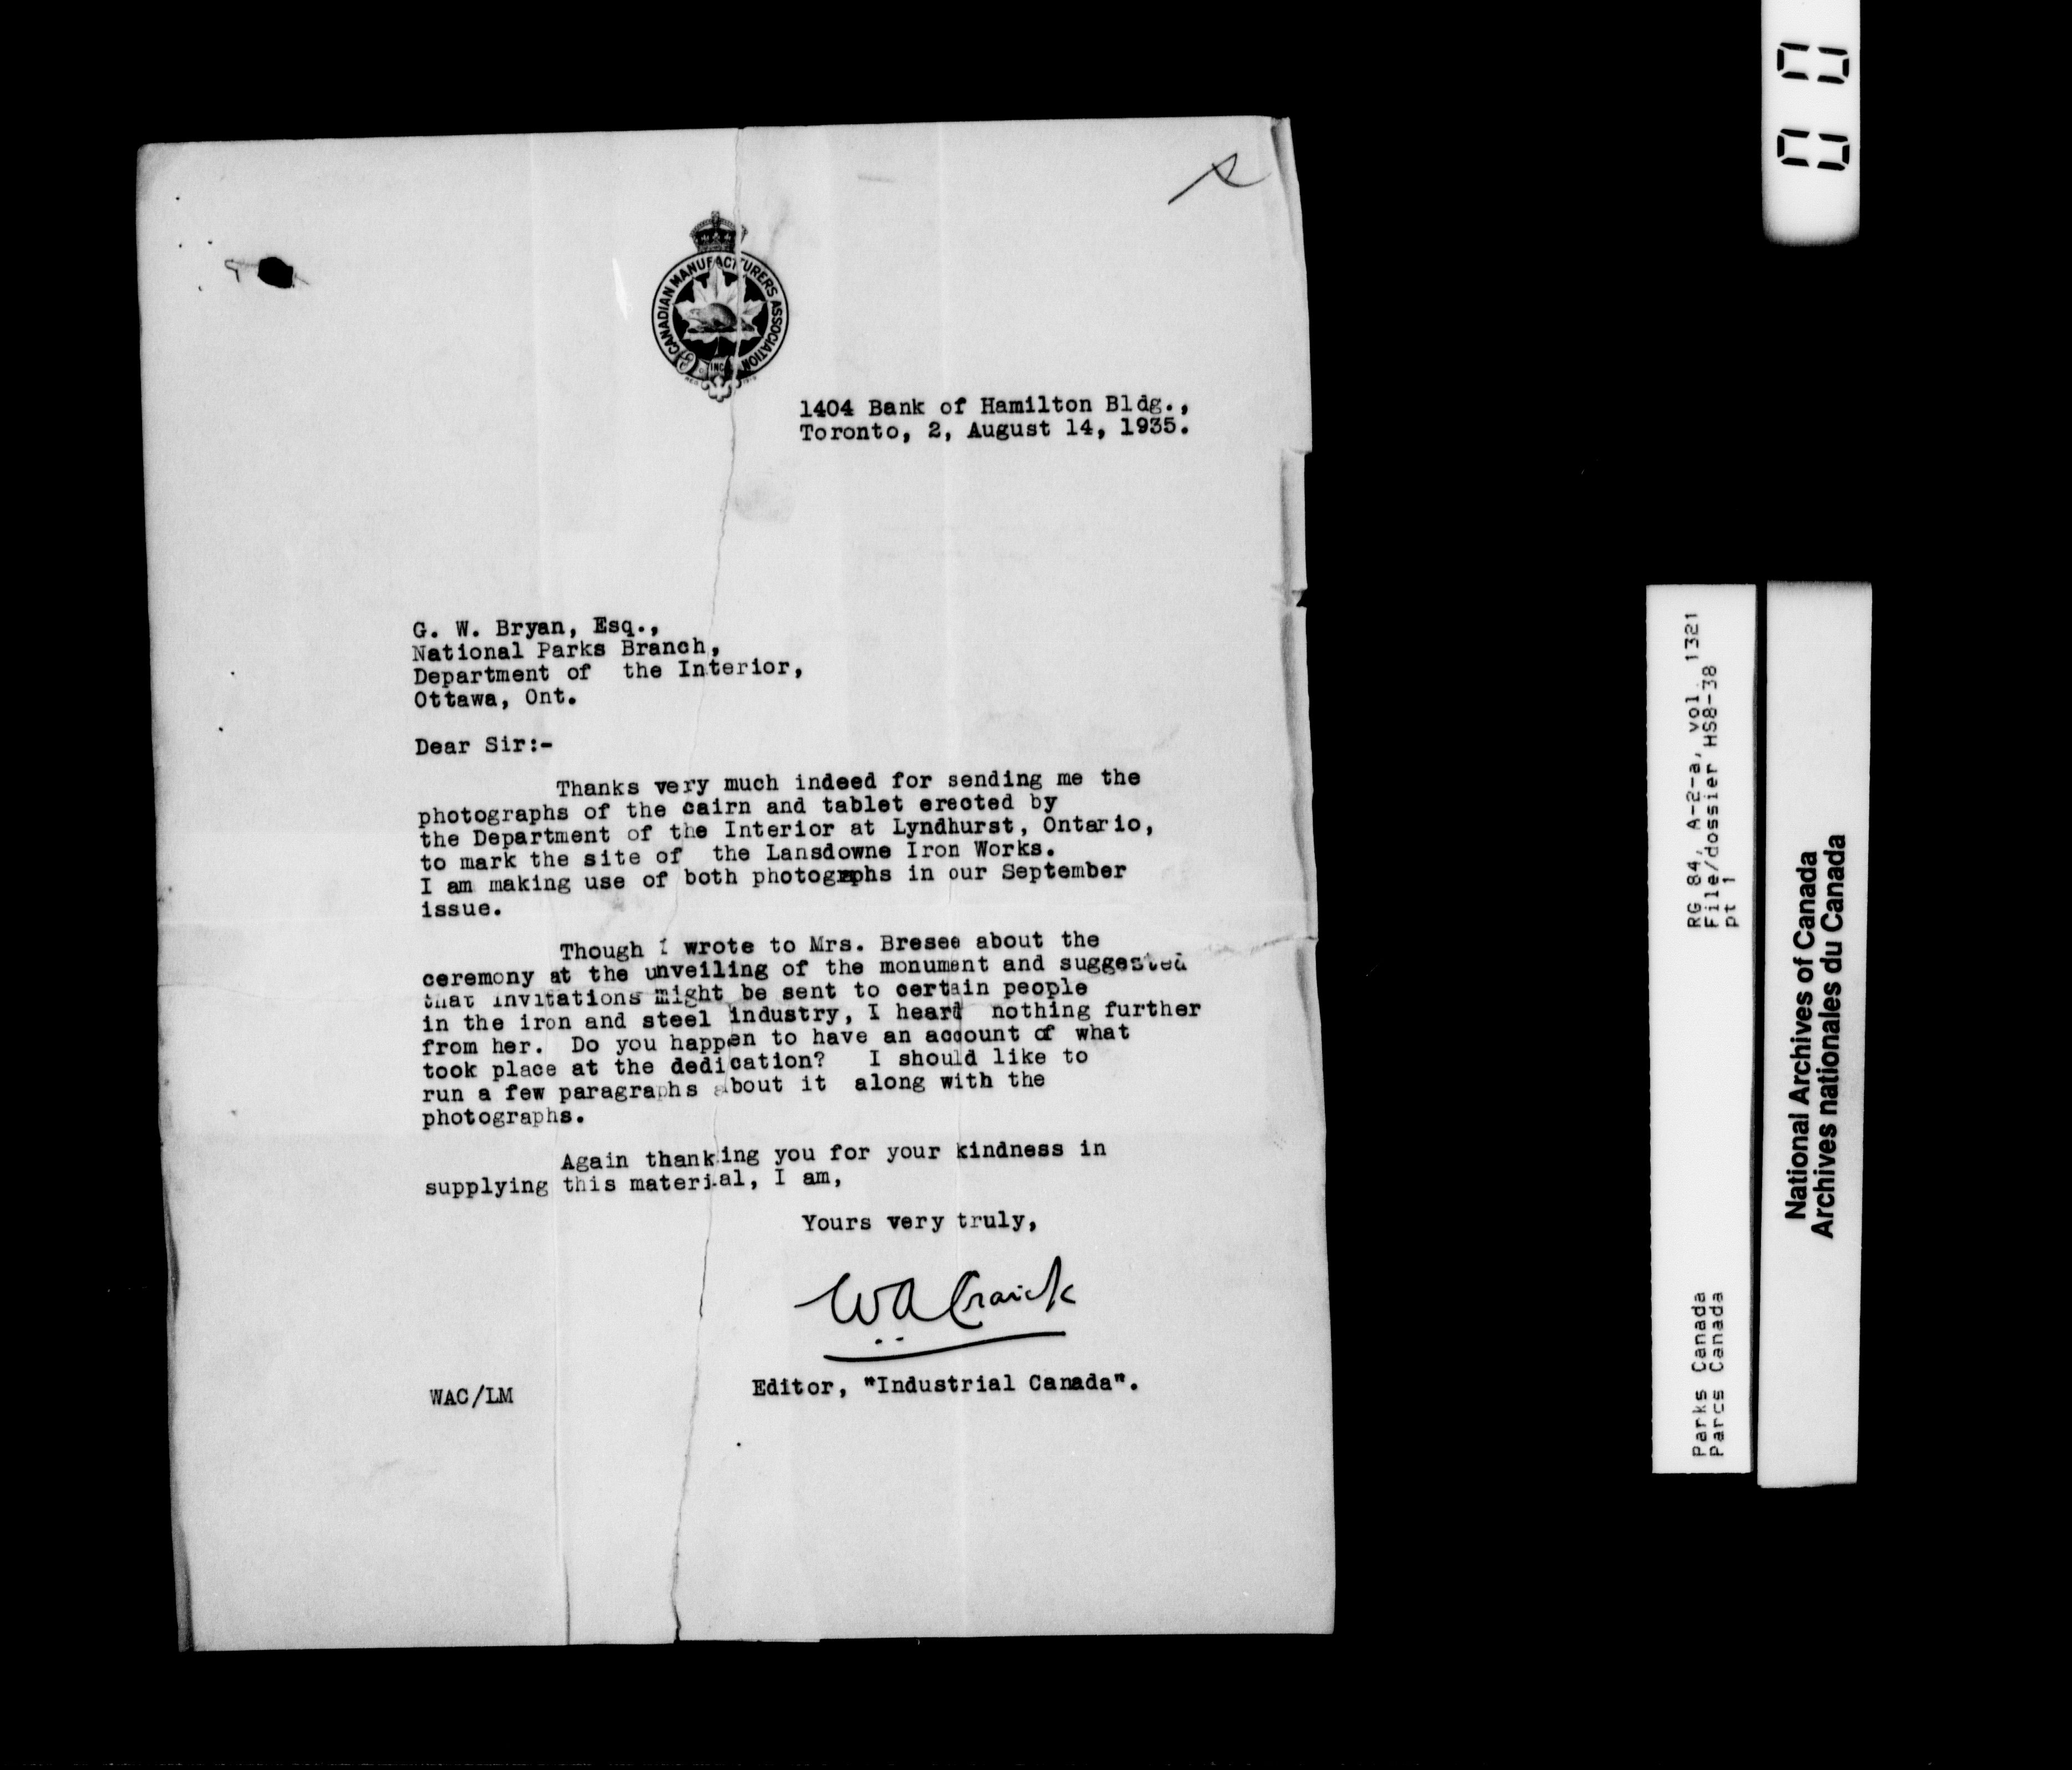 CANADIAN MANUFACTURERS ASSOCIATION
INC
1404 Bank of Hamilton Bldg.,
Toronto, 2, August 14, 1935.
G. W. Bryan, Esq.,
National Parks Branch,
Department of the Interior,
Ottawa, Ont.
Dear Sir:-
Thanks very much indeed for sending me the
photographs of the cairn and tablet erected by
the Department of the Interior at Lyndhurst, Ontario,
to mark the site of the Lansdowne Iron Works.
I am making use of both photographs in our September
issue.
Though I wrote to Mrs. Bresee about the
ceremony at the unveiling of the monument and suggested
that invitations might be sent to certain people
in the iron and steel industry, I heard nothing further
from her. Do you happen to have an account of what
took place at the dedication? I should like to
run a few paragraphs about it along with the
photographs.
Again thanking you for your kindness in
supplying this material, I am,
Yours very truly,
W A Craick
Editor, "Industrial Canada".
WAC/LM
RG 84, A-2-a, vol. 1321
File/dossier HS8-38
pt 1
Parks Canada
Parcs Canada
National Archives of Canada
Archives nationales du Canada